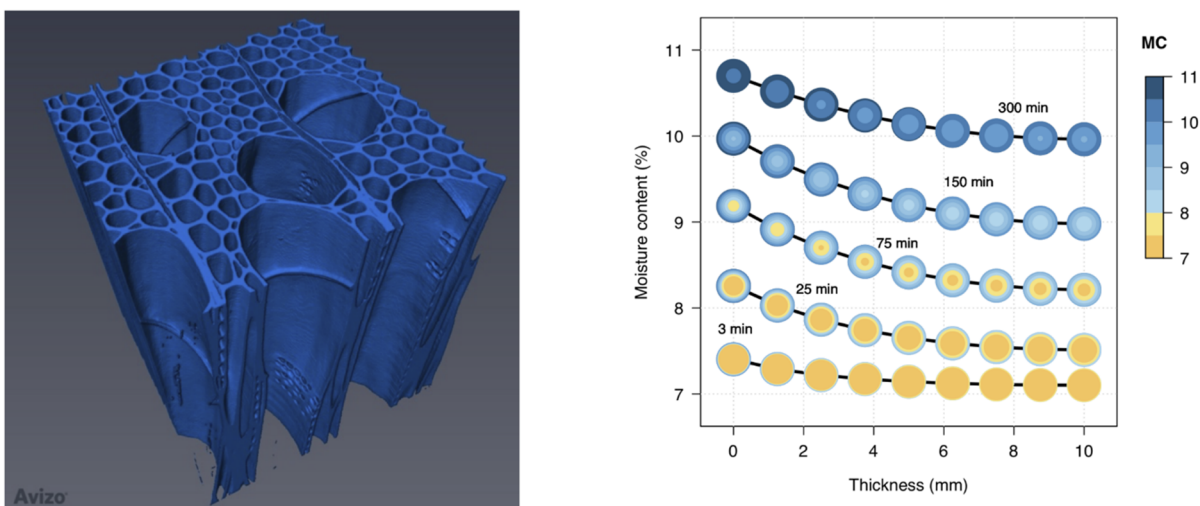 Avizo
11
10
9
8
7
Moisture content (%)
300 min
150 min
75 min
25 min
3 min
0 2 4 6 8 10
Thickness (mm)
MC
11
10
9
8
7